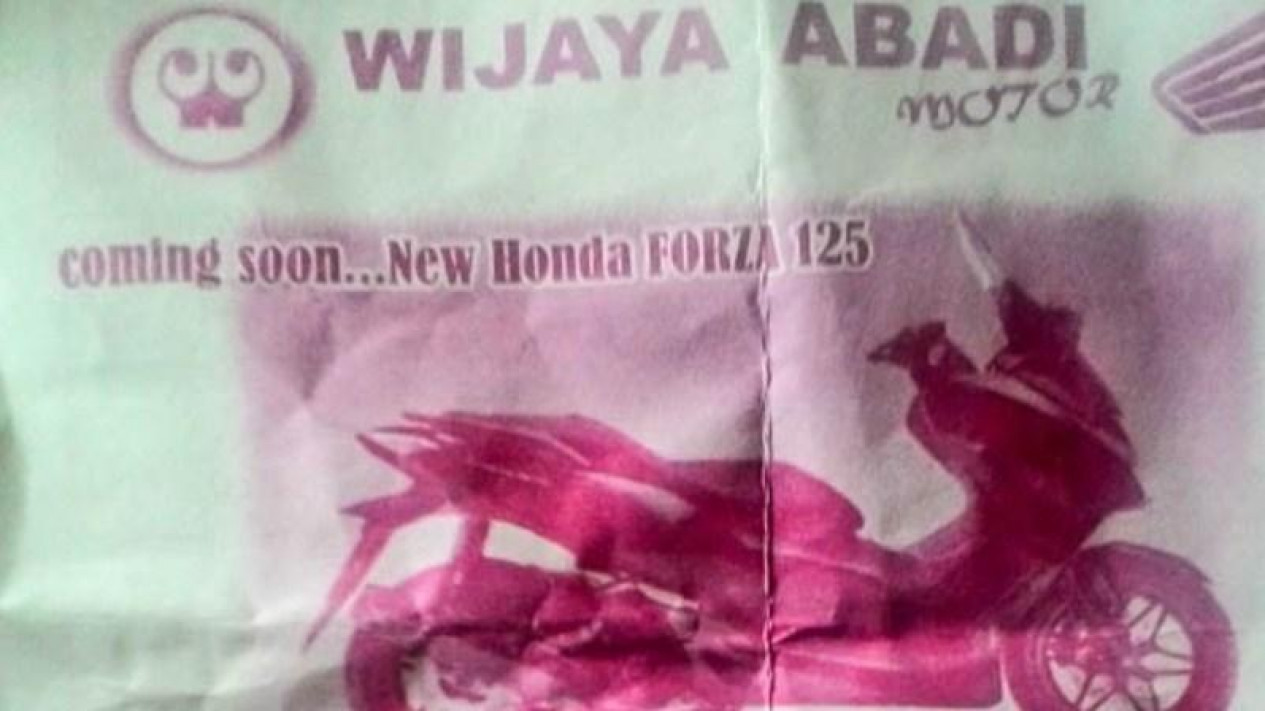 WIJAYA ABADI
MOTOR
coming soon...New Honda FORZA 125